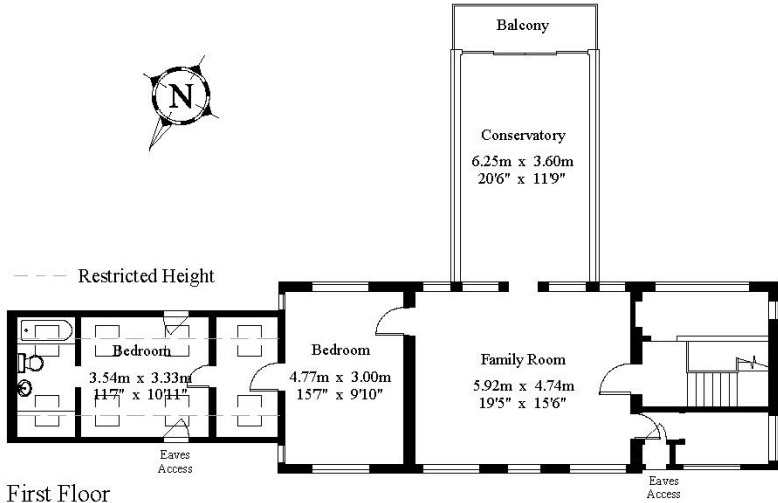 Balcony
N
Conservatory
6.25m x 3.60m
20'6" x 11'9"
Restricted Height
Bedroom
3.54m x 3.33m
11'7" x 10'11"
Bedroom
4.77m x 3.00m
15'7" x 9'10"
Family Room
5.92m x 4.74m
19'5" x 15'6"
Eaves
Access
Eaves
Access
First Floor